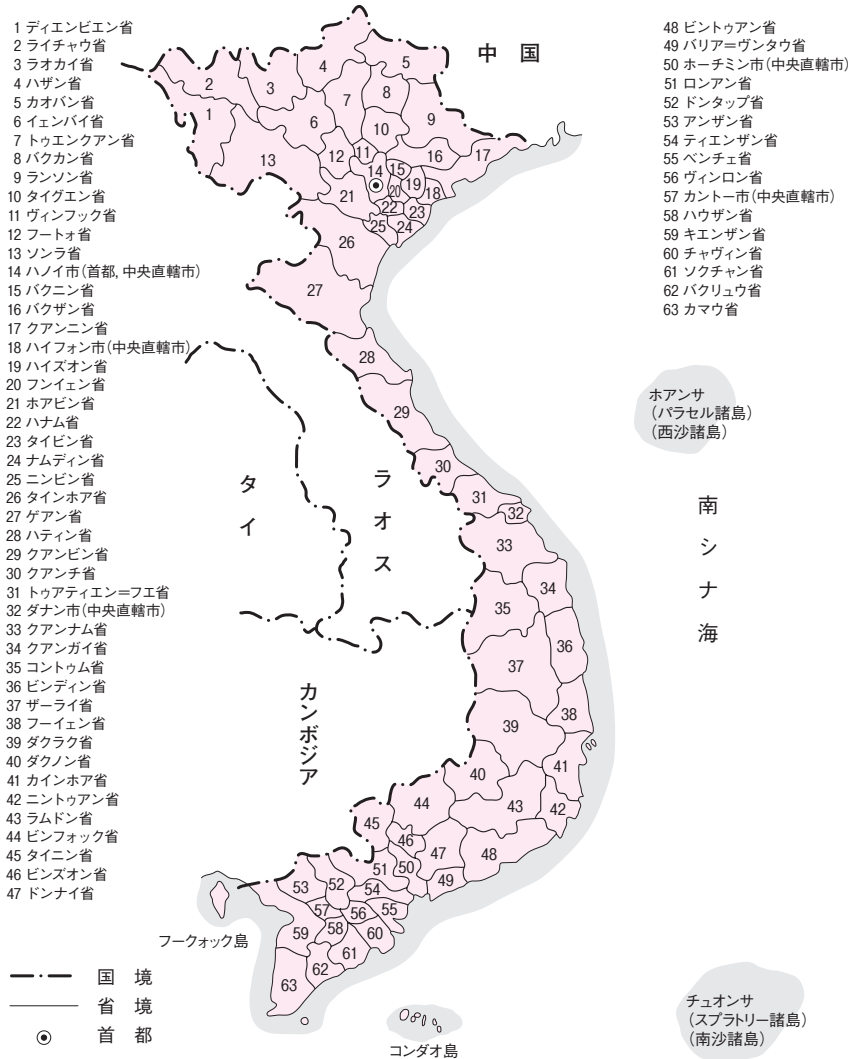 1 ディエンビエン省
2 ライチャウ省
3 ラオカイ省
4 ハザン省
5 カオバン省
6 イェンバイ省
7 トゥエンクアン省
8 バクカン省
9 ランソン省
10 タイグエン省
11 ヴィンフック省
12 フートォ省
13 ソンラ省
14 ハノイ市(首都,中央直轄市)
15 バクニン省
16 バクザン省
17 クアンニン省
18 ハイフォン市(中央直轄市)
19 ハイズオン省
20 フンイェン省
21 ホアビン省
22 ハナム省
23 タイビン省
24 ナムディン省
25 ニンビン省
26 タインホア省
27 ゲアン省
28 ハティン省
29 クアンビン省
30 クアンチ省
31 トゥアティエン=フエ省
32 ダナン市(中央直轄市)
33 クアンナム省
34 クアンガイ省
35 コントゥム省
36 ビンディン省
37 ザーライ省
38 フーイェン省
39 ダクラク省
40 ダクノン省
41 カインホア省
42 ニントゥアン省
43 ラムドン省
44 ビンフォック省
45 タイニン省
46 ビンズオン省
47 ドンナイ省
48 ビントゥアン省
49 バリア=ヴンタウ省
50 ホーチミン市(中央直轄市)
51 ロンアン省
52 ドンタップ省
53 アンザン省
54 ティエンザン省
55 ベンチェ省
56 ヴィンロン省
57 カントー市(中央直轄市)
58 ハウザン省
59 キエンザン省
60 チャヴィン省
61 ソクチャン省
62 バクリュウ省
63 カマウ省
中国
4
5
2
3
7
8
1
6
9
10
11
12
13
14
15
16
17
18
19
20
21
22
23
24
25
26
27
28
29
30
31
32
33
34
35
36
37
38
39
40
41
42
43
44
45
46
47
48
49
50
51
52
53
54
55
56
57
58
59
60
61
62
63
タイ
ラオス
カンボジア
南シナ海
ホアンサ
(パラセル諸島)
(西沙諸島)
フークォック島
コンダオ島
チュオンサ
(スプラトリー諸島)
(南沙諸島)
国境
省境
首都